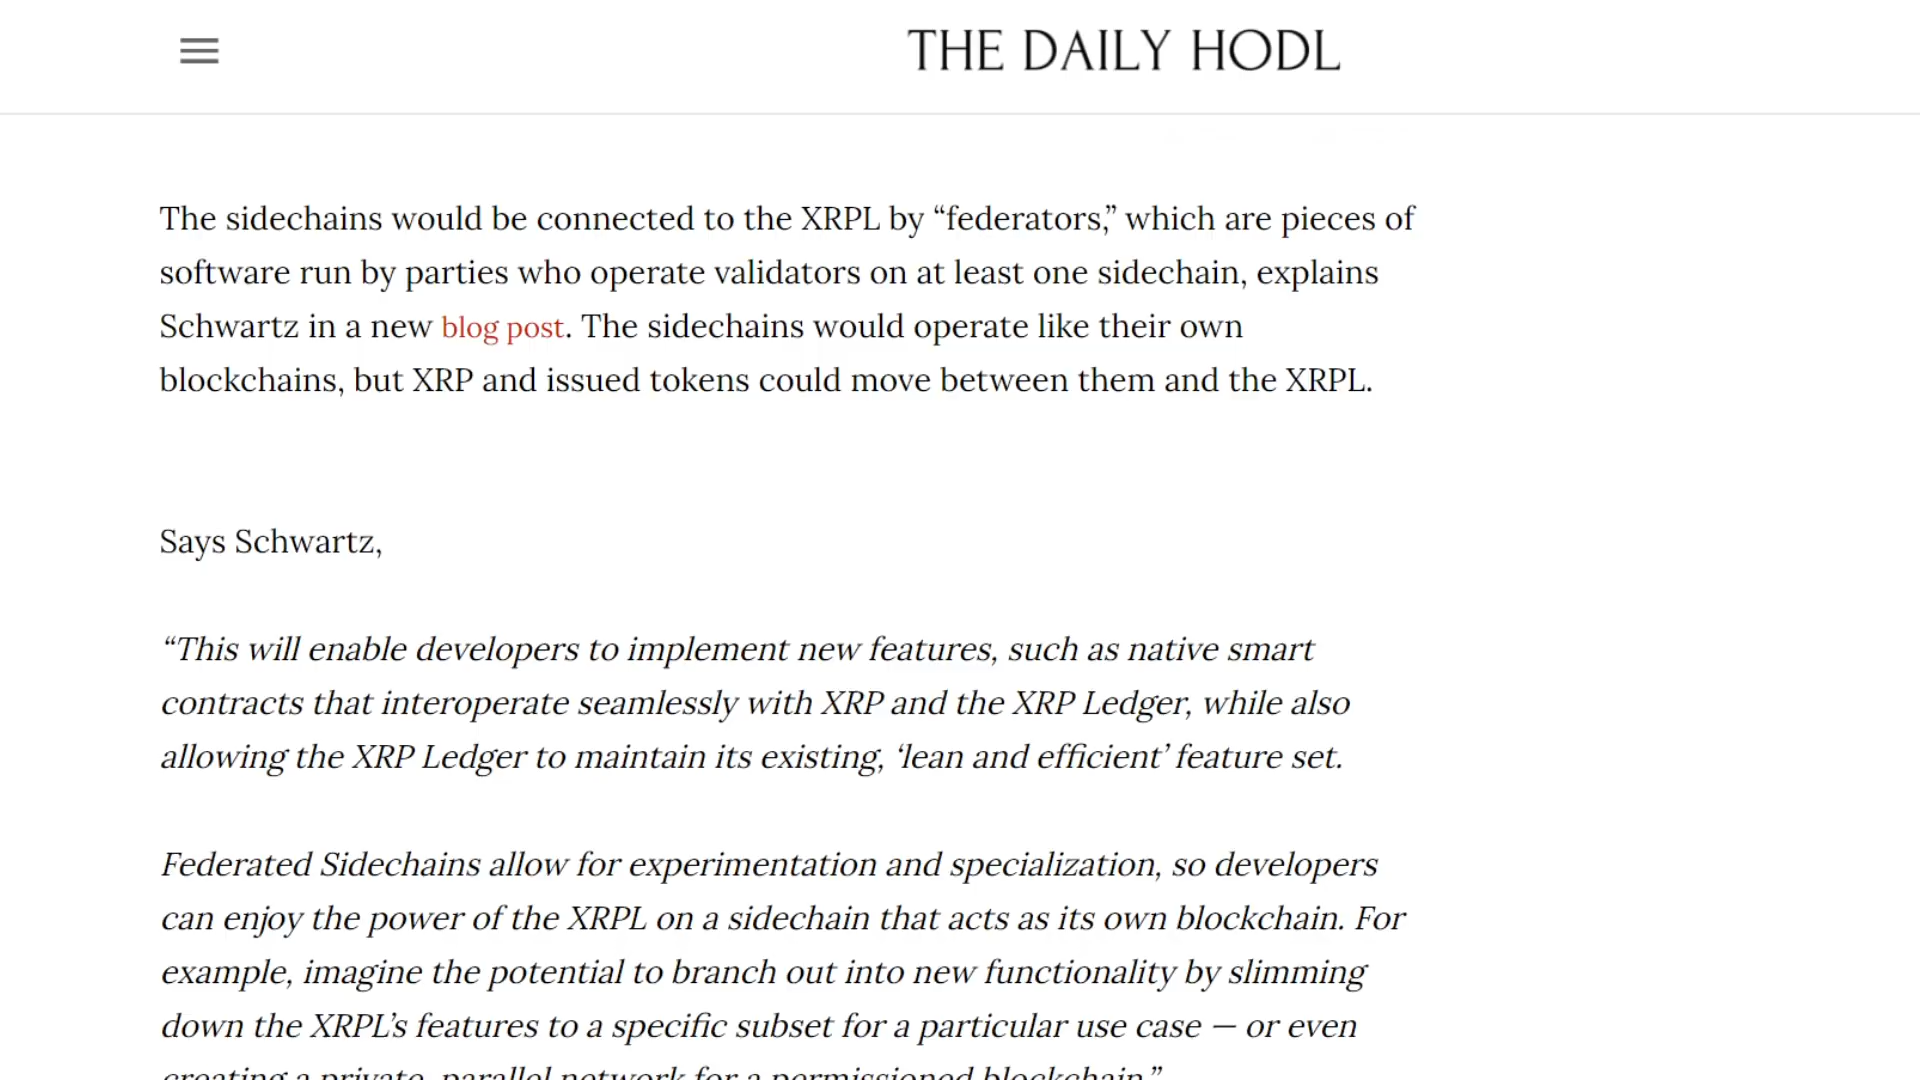 THE DAILY HODL
The sidechains would be connected to the XRPL by “federators,” which are pieces of
software run by parties who operate validators on at least one sidechain, explains
Schwartz in a new blog post. The sidechains would operate like their own
blockchains, but XRP and issued tokens could move between them and the XRPL.
Says Schwartz,
“This will enable developers to implement new features, such as native smart
contracts that interoperate seamlessly with XRP and the XRP Ledger, while also
allowing the XRP Ledger to maintain its existing, ‘lean and efficient’ feature set.
Federated Sidechains allow for experimentation and specialization, so developers
can enjoy the power of the XRPL on a sidechain that acts as its own blockchain. For
example, imagine the potential to branch out into new functionality by slimming
down the XRPL’s features to a specific subset for a particular use case — or even
creating a private, parallel network for a permissioned blockchain.”